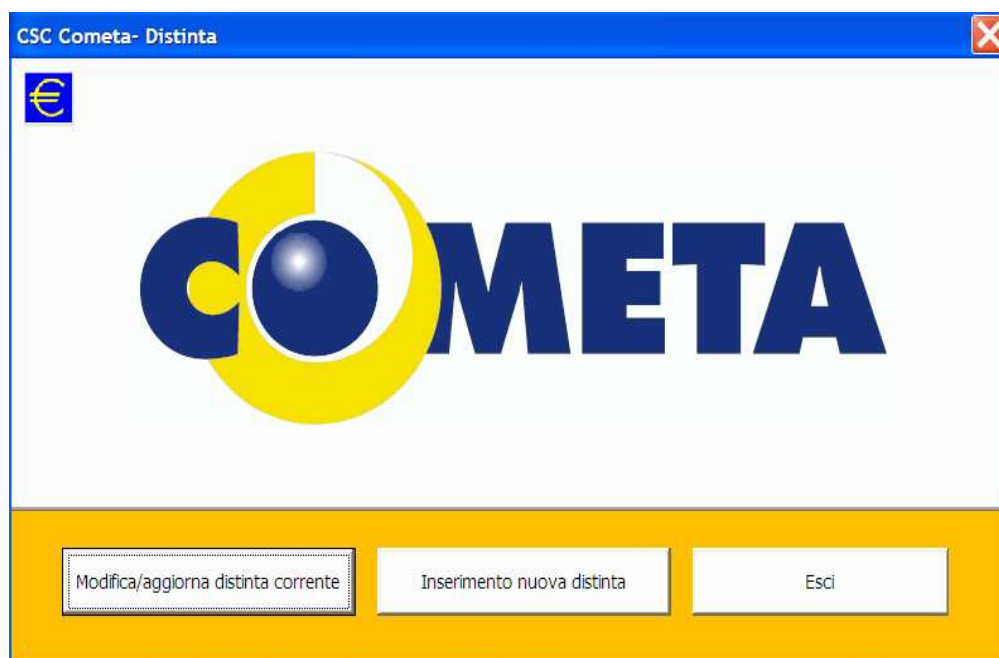 CSC Cometa- Distinta
€
COMETA
Modifica/aggiorna distinta corrente
Inserimento nuova distinta
Esci